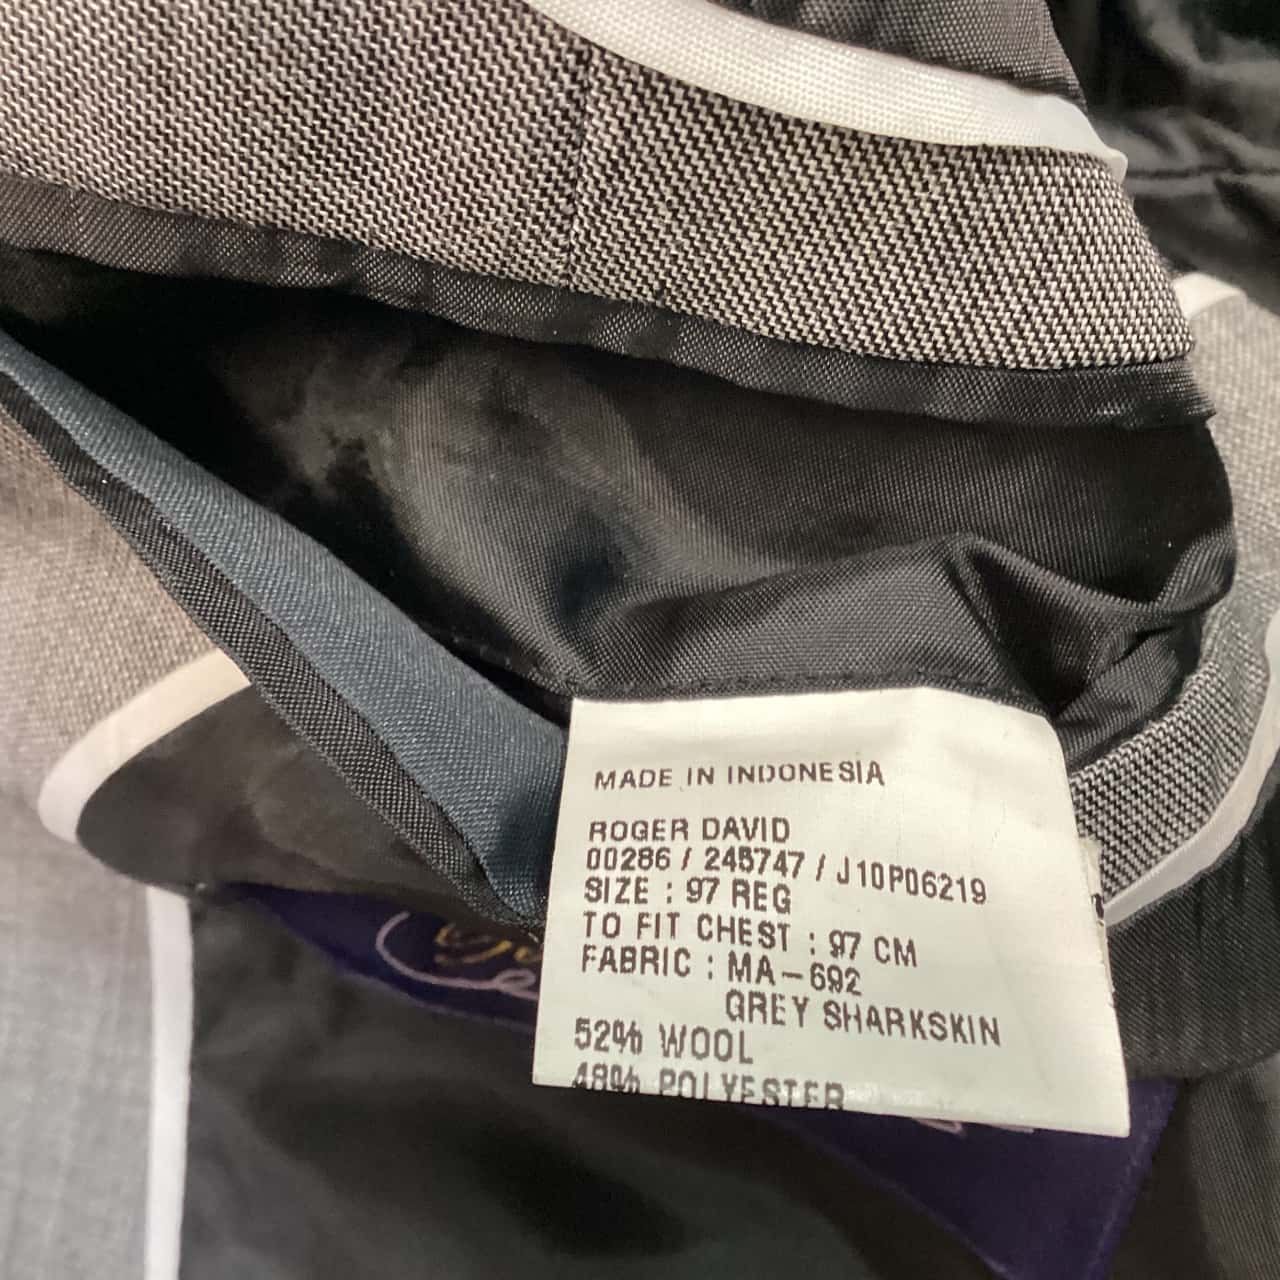 MADE IN INDONESIA
ROGER DAVID
00286 / 245747 / J10P06219
SIZE : 97 REG
TO FIT CHEST : 97 CM
FABRIC : MA-692
GREY SHARKSKIN
52% WOOL
48% POLYESTER